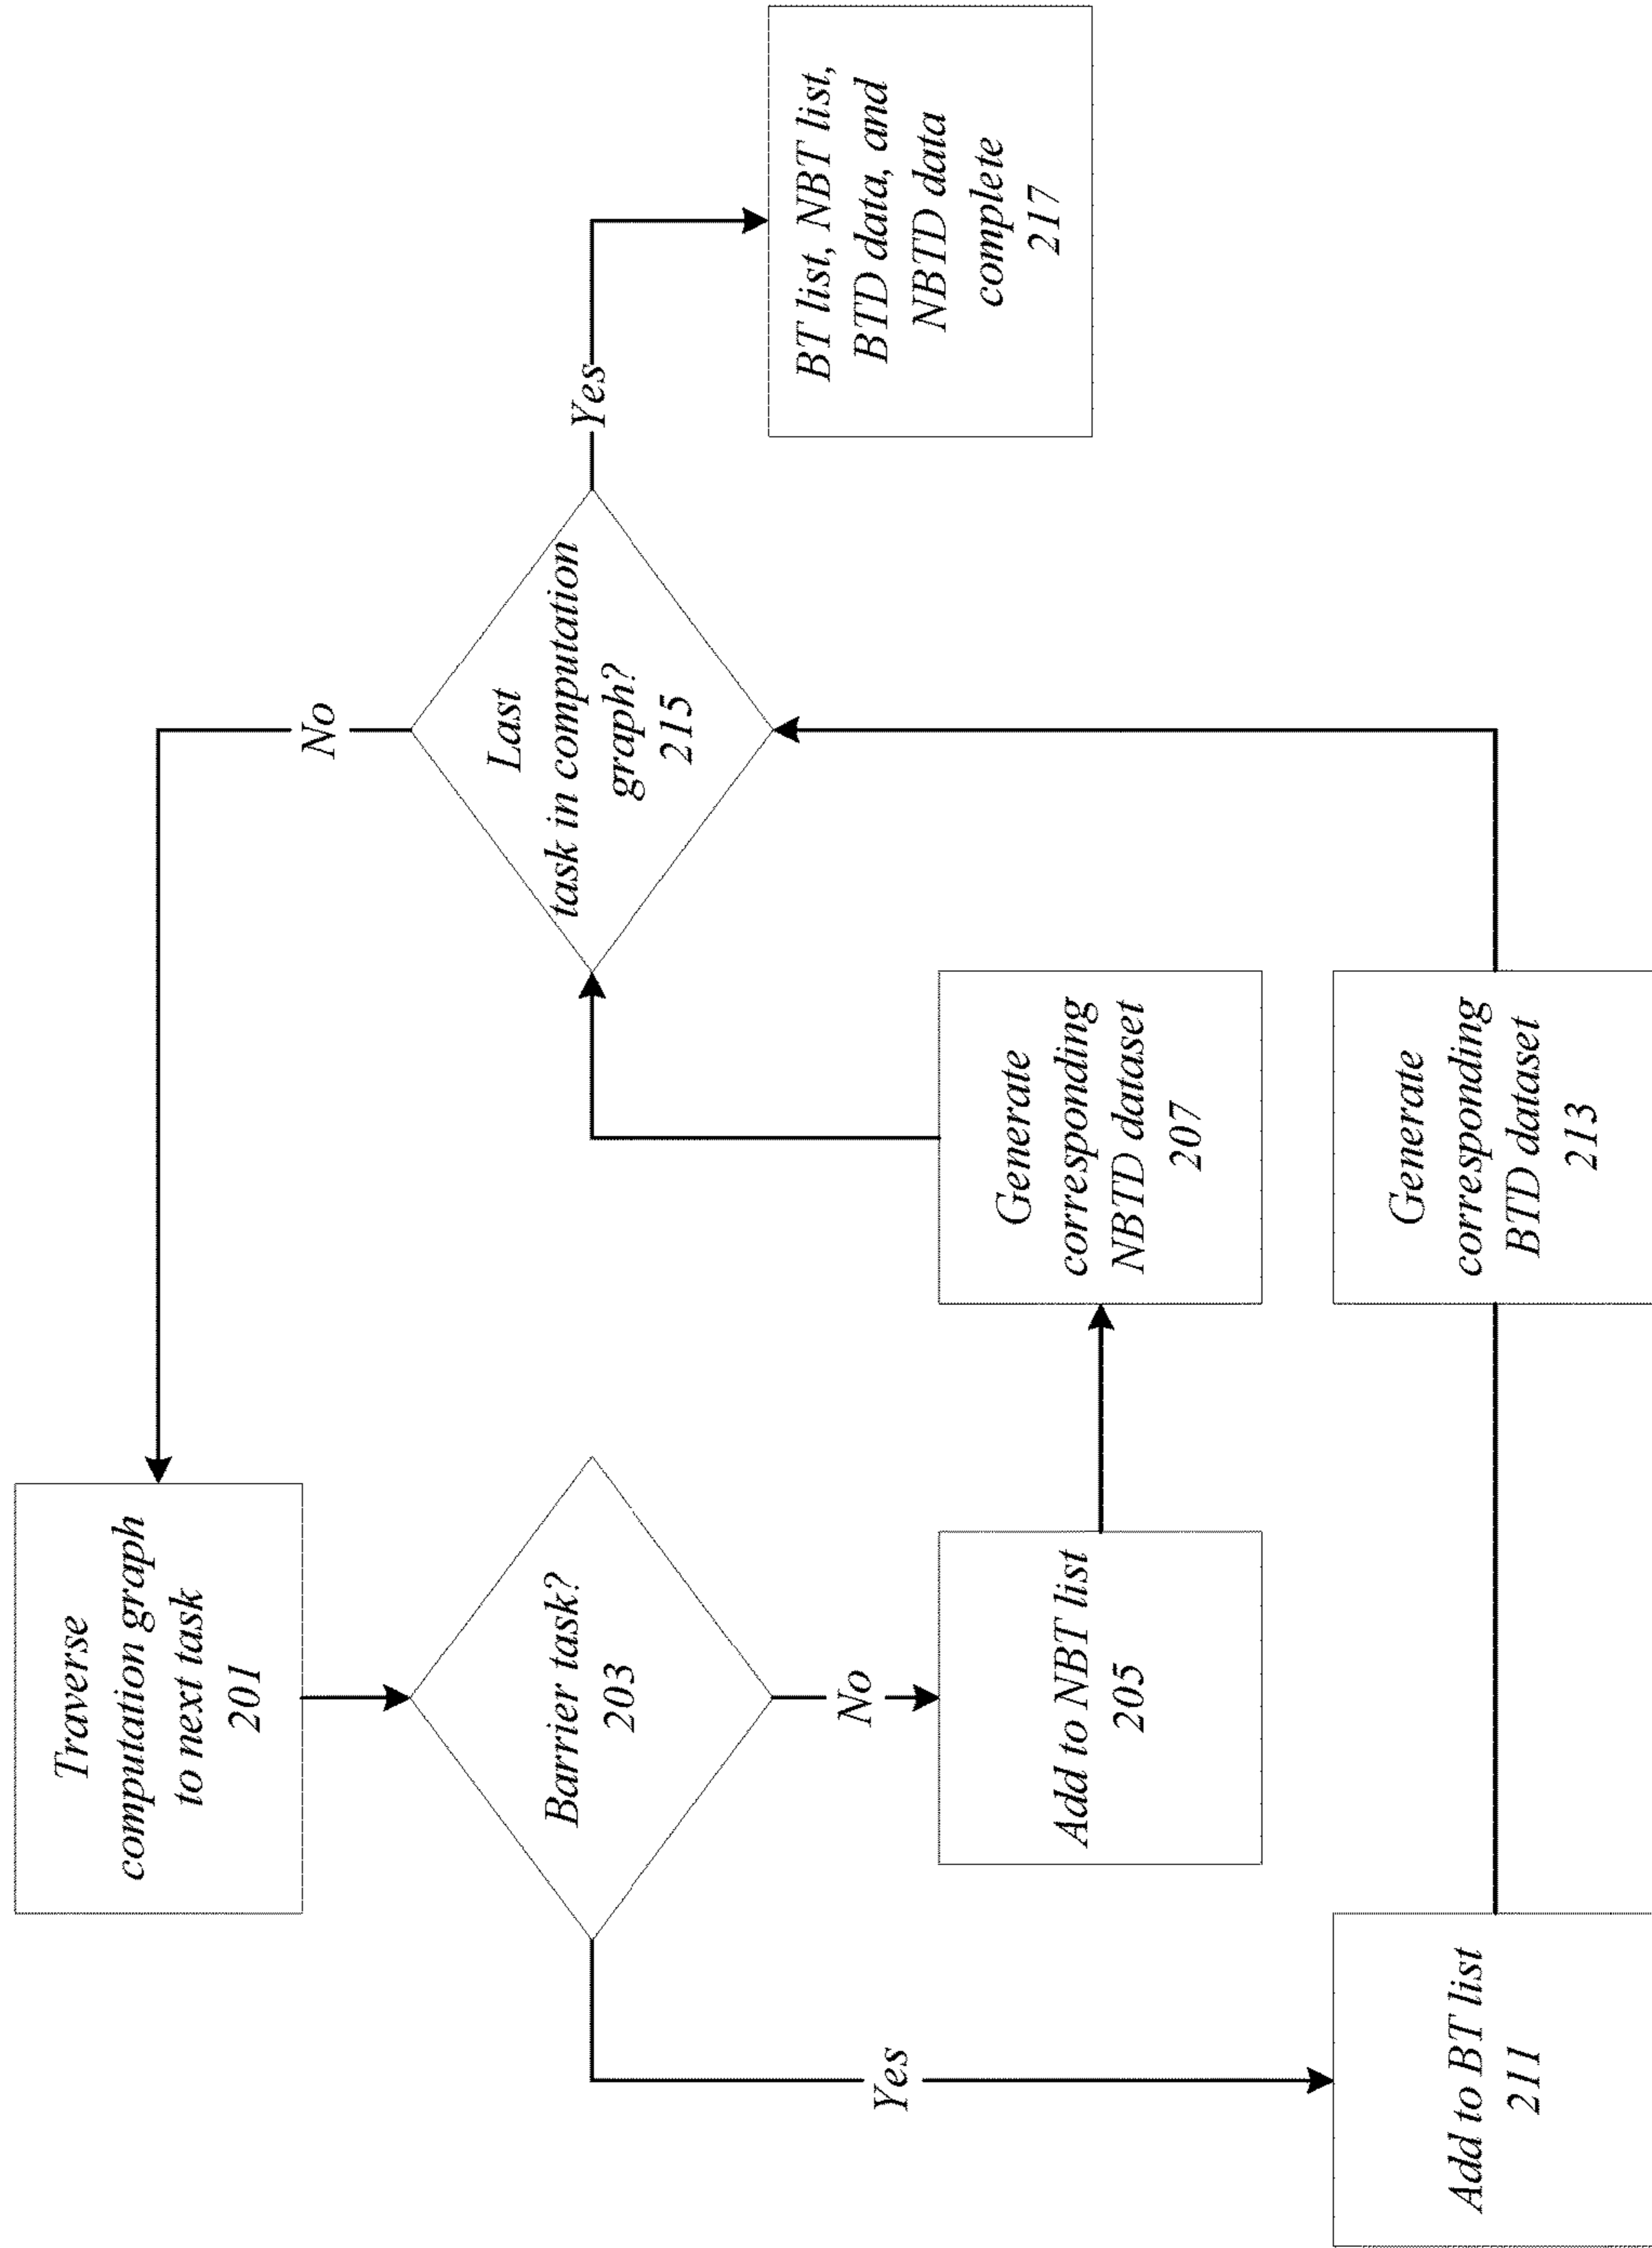 Traverse
computation graph
to next task
201
Barrier task?
203
No
Yes
Add to NBT list
205
Generate
corresponding
NBTD dataset
207
Add to BT list
211
Generate
corresponding
BTD dataset
213
Last
task in computation
graph?
215
No
Yes
BT list, NBT list,
BTD data, and
NBTD data
complete
217